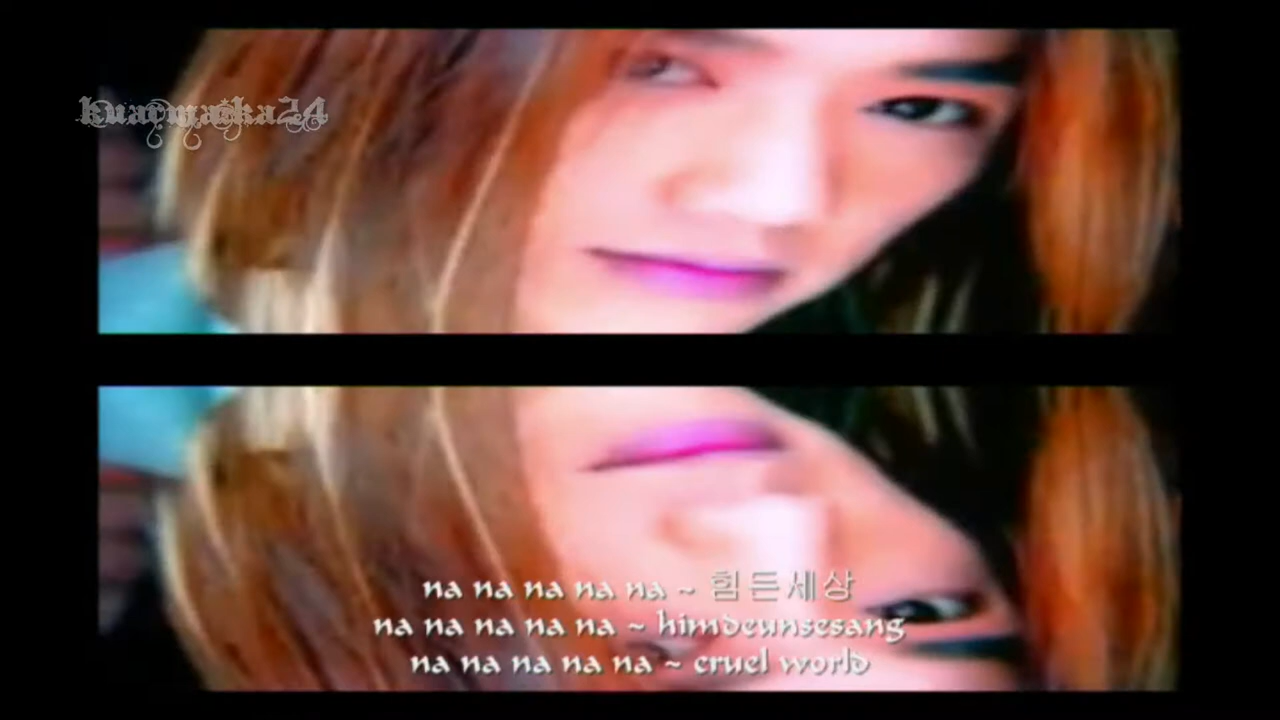 kuarmaika24
na na na na na ~ 힘든세상
na na na na na ~ himdeunsesang
na na na na na ~ cruel world